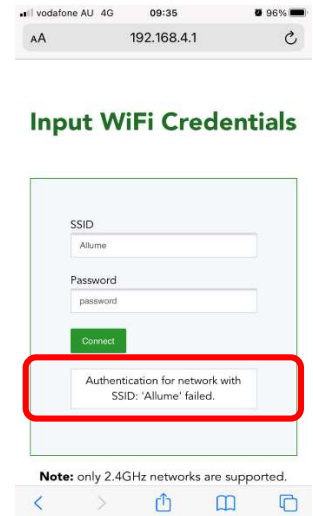 vodafone AU 4G 09:35 96%
AA 192.168.4.1
Input WiFi Credentials
SSID
Allume
Password
password
Connect
Authentication for network with
SSID: 'Allume' failed.
Note: only 2.4GHz networks are supported.